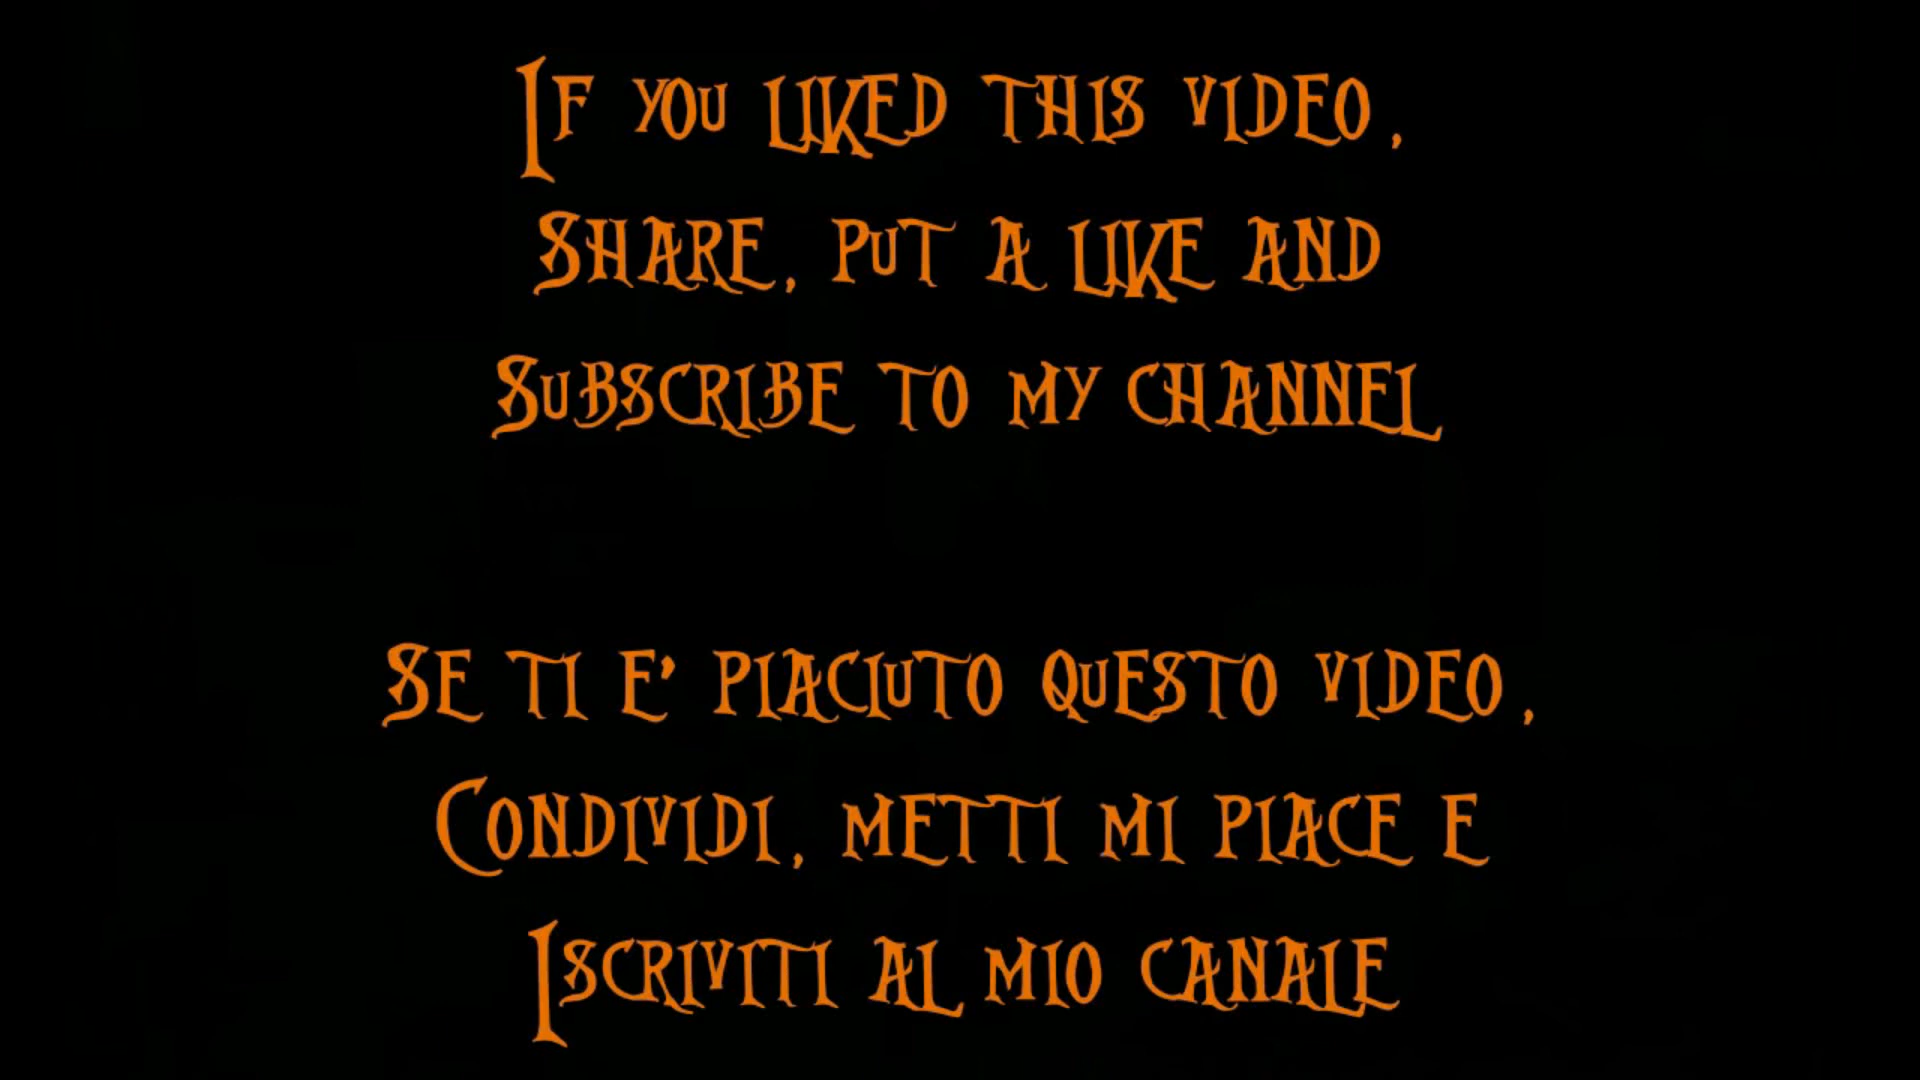 If you liked this video,
Share, put a like and
Subscribe to my channel
Se ti e' piaciuto questo video,
Condividi, metti mi piace e
Iscriviti al mio canale